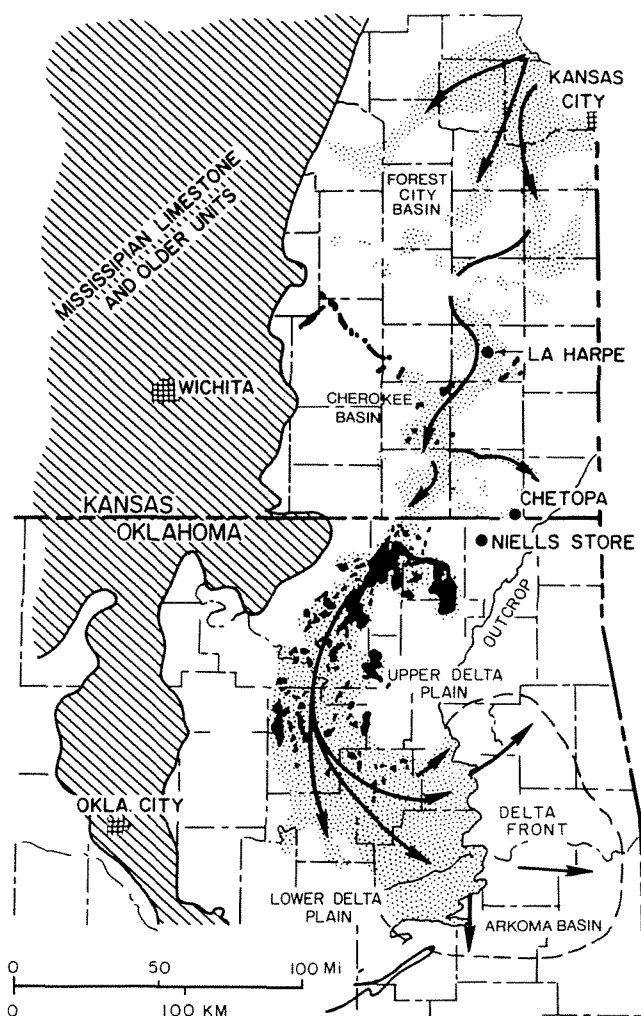 KANSAS
CITY
FOREST
CITY
BASIN
MISSISSIPIAN LIMESTONE
AND OLDER UNITS
LA HARPE
WICHITA
CHEROKEE
BASIN
KANSAS
CHETOPA
OKLAHOMA
NIELLS STORE
OUTCROP
UPPER DELTA
PLAIN
OKLA. CITY
DELTA
FRONT
LOWER DELTA
PLAIN
ARKOMA BASIN
0 50 100 MI
0 100 KM